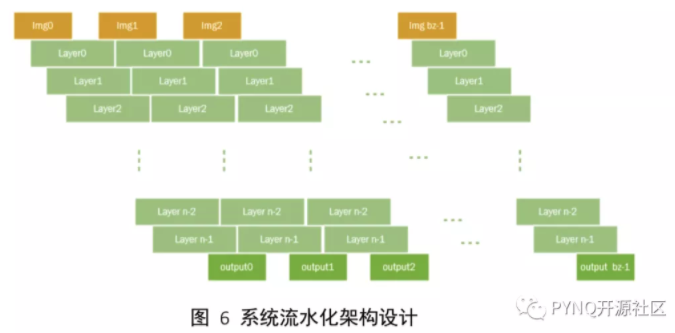 Img0 Img1 Img2 Img bz-1
Layer0 Layer0 Layer0 Layer0
Layer1 Layer1 Layer1 Layer1
Layer2 Layer2 Layer2 Layer2
Layer n-2 Layer n-2 Layer n-2 Layer n-2
Layer n-1 Layer n-1 Layer n-1 Layer n-1
output0 output1 output2 output bz-1
图 6 系统流水化架构设计
PYNQ开源社区